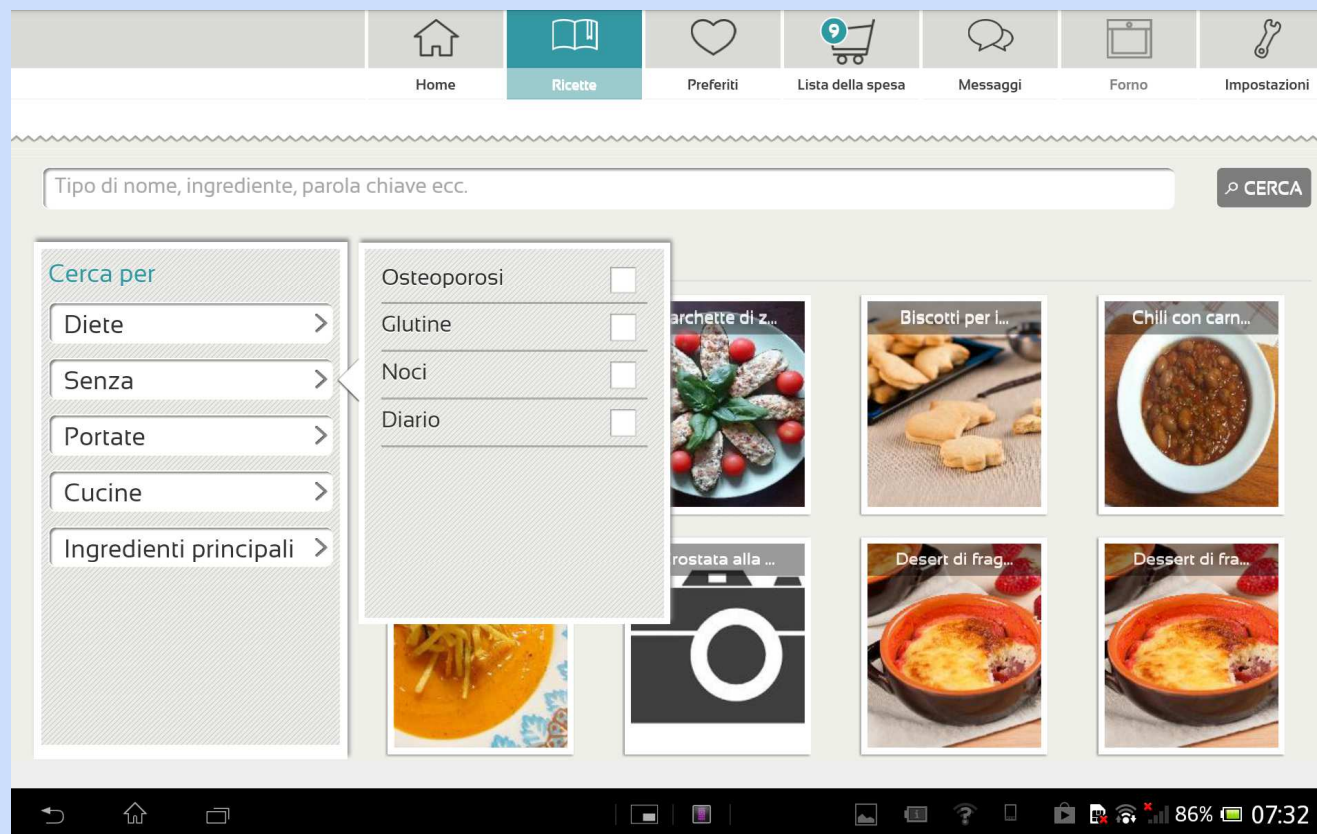 9
Home
Ricette
Preferiti
Lista della spesa
Messaggi
Forno
Impostazioni
Tipo di nome, ingrediente, parola chiave ecc.
CERCA
Cerca per
Diete
Senza
Portate
Cucine
Ingredienti principali
Osteoporosi
Glutine
Noci
Diario
archette di z...
Biscotti per i...
Chili con carn...
rostata alla ...
Desert di frag...
Dessert di fra...
86%
07:32